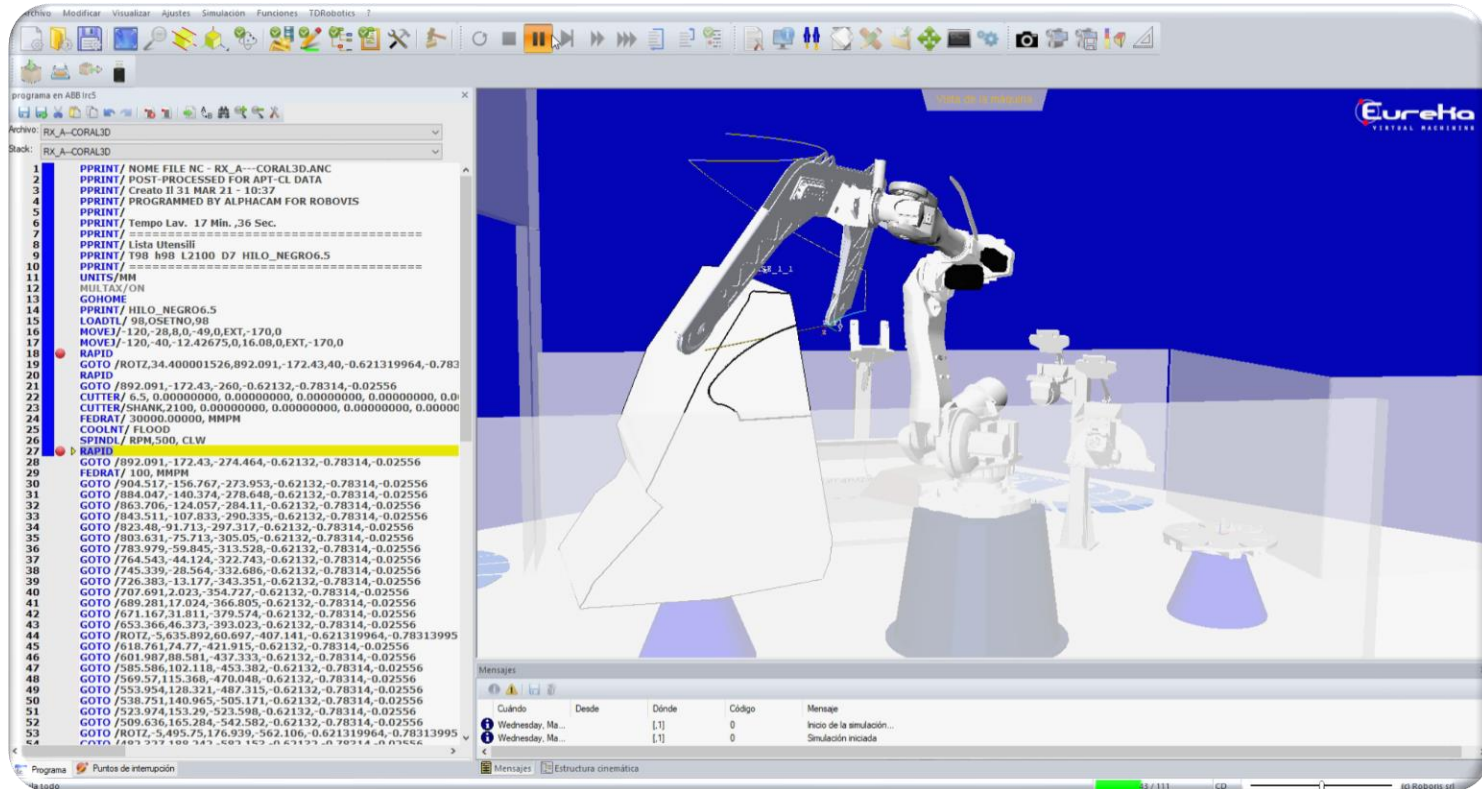 Archivo Modificar Visualizar Ajustes Simulación Funciones TDRobotics ?
programa en ABB Irc5
Archivo: RX_A--CORAL3D
Stack: RX_A--CORAL3D
1 PPRINT/ NOME FILE NC - RX_A---CORAL3D.ANC
2 PPRINT/ POST-PROCESSED FOR APT-CL DATA
3 PPRINT/ Creato Il 31 MAR 21 - 10:37
4 PPRINT/ PROGRAMMED BY ALPHACAM FOR ROBOVIS
5 PPRINT/
6 PPRINT/ Tempo Lav. 17 Min. ,36 Sec.
7 PPRINT/ =====================================
8 PPRINT/ Lista Utensili
9 PPRINT/ T98 h98 L2100 D7 HILO_NEGRO6.5
10 PPRINT/ =====================================
11 UNITS/MM
12 MULTAX/ON
13 GOHOME
14 PPRINT/ HILO_NEGRO6.5
15 LOADTL/ 98,OSETNO,98
16 MOVEJ/-120,-28,8,0,-49,0,EXT,-170,0
17 MOVEJ/-120,-40,-12.42675,0,16.08,0,EXT,-170,0
18 RAPID
19 GOTO /ROTZ,34.400001526,892.091,-172.43,40,-0.621319964,-0.783
20 RAPID
21 GOTO /892.091,-172.43,-260,-0.62132,-0.78314,-0.02556
22 CUTTER/ 6.5, 0.00000000, 0.00000000, 0.00000000, 0.00000000, 0.0
23 CUTTER/SHANK,2100, 0.00000000, 0.00000000, 0.00000000, 0.00000
24 FEDRAT/ 30000.00000, MMPM
25 COOLNT/ FLOOD
26 SPINDL/ RPM,500, CLW
27 RAPID
28 GOTO /892.091,-172.43,-274.464,-0.62132,-0.78314,-0.02556
29 FEDRAT/ 100, MMPM
30 GOTO /904.517,-156.767,-273.953,-0.62132,-0.78314,-0.02556
31 GOTO /884.047,-140.374,-278.648,-0.62132,-0.78314,-0.02556
32 GOTO /863.706,-124.057,-284.11,-0.62132,-0.78314,-0.02556
33 GOTO /843.511,-107.833,-290.335,-0.62132,-0.78314,-0.02556
34 GOTO /823.48,-91.713,-297.317,-0.62132,-0.78314,-0.02556
35 GOTO /803.631,-75.713,-305.05,-0.62132,-0.78314,-0.02556
36 GOTO /783.979,-59.845,-313.528,-0.62132,-0.78314,-0.02556
37 GOTO /764.543,-44.124,-322.743,-0.62132,-0.78314,-0.02556
38 GOTO /745.339,-28.564,-332.686,-0.62132,-0.78314,-0.02556
39 GOTO /726.383,-13.177,-343.351,-0.62132,-0.78314,-0.02556
40 GOTO /707.691,2.023,-354.727,-0.62132,-0.78314,-0.02556
41 GOTO /689.281,17.024,-366.805,-0.62132,-0.78314,-0.02556
42 GOTO /671.167,31.811,-379.574,-0.62132,-0.78314,-0.02556
43 GOTO /653.366,46.373,-393.023,-0.62132,-0.78314,-0.02556
44 GOTO /ROTZ,-5,635.892,60.697,-407.141,-0.621319964,-0.78313995
45 GOTO /618.761,74.77,-421.915,-0.62132,-0.78314,-0.02556
46 GOTO /601.987,88.581,-437.333,-0.62132,-0.78314,-0.02556
47 GOTO /585.586,102.118,-453.382,-0.62132,-0.78314,-0.02556
48 GOTO /569.57,115.368,-470.048,-0.62132,-0.78314,-0.02556
49 GOTO /553.954,128.321,-487.315,-0.62132,-0.78314,-0.02556
50 GOTO /538.751,140.965,-505.171,-0.62132,-0.78314,-0.02556
51 GOTO /523.974,153.29,-523.598,-0.62132,-0.78314,-0.02556
52 GOTO /509.636,165.284,-542.582,-0.62132,-0.78314,-0.02556
53 GOTO /ROTZ,-5,495.75,176.939,-562.106,-0.621319964,-0.78313995
Programa Puntos de interrupción
Vista de la máquina
Eureka
VIRTUAL MACHINING
Mensajes
Cuándo Desde Dónde Código Mensaje
Wednesday, Ma... [,1] 0 Inicio de la simulación...
Wednesday, Ma... [,1] 0 Simulación iniciada
Mensajes Estructura cinemática
/ 111 CD (c) Roboris srl